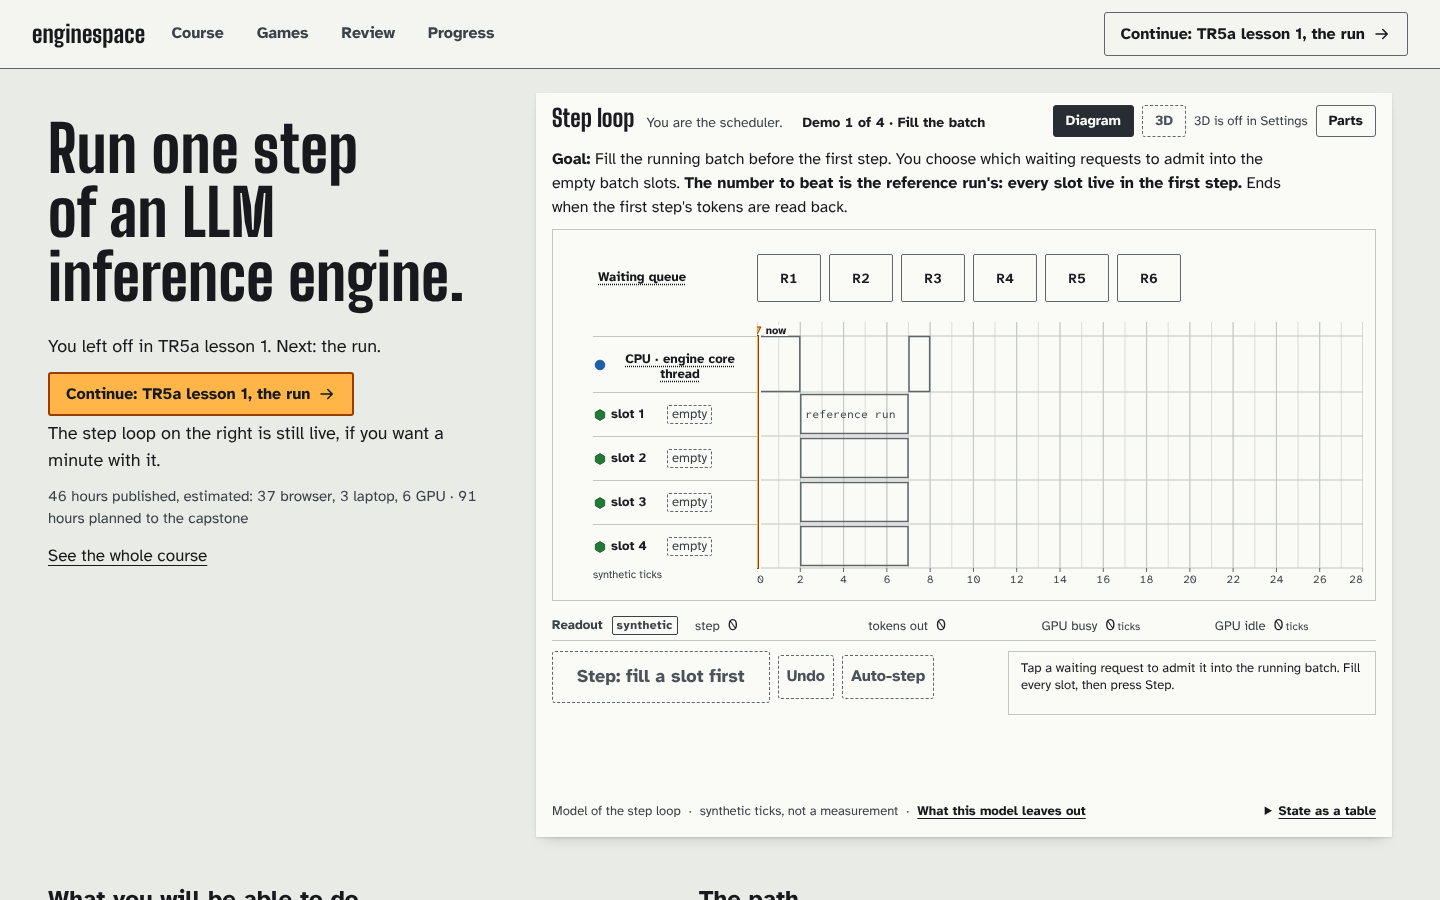 enginespace
Course
Games
Review
Progress
Continue: TR5a lesson 1, the run →
Run one step
of an LLM
inference engine.
You left off in TR5a lesson 1. Next: the run.
Continue: TR5a lesson 1, the run →
The step loop on the right is still live, if you want a
minute with it.
46 hours published, estimated: 37 browser, 3 laptop, 6 GPU · 91
hours planned to the capstone
See the whole course
Step loop
You are the scheduler.
Demo 1 of 4 · Fill the batch
Diagram
3D
3D is off in Settings
Parts
Goal: Fill the running batch before the first step. You choose which waiting requests to admit into the
empty batch slots. The number to beat is the reference run's: every slot live in the first step. Ends
when the first step's tokens are read back.
Waiting queue
R1
R2
R3
R4
R5
R6
now
CPU · engine core
thread
slot 1
empty
reference run
slot 2
empty
slot 3
empty
slot 4
empty
synthetic ticks
0 2 4 6 8 10 12 14 16 18 20 22 24 26 28
Readout
synthetic
step 0
tokens out 0
GPU busy 0 ticks
GPU idle 0 ticks
Step: fill a slot first
Undo
Auto-step
Tap a waiting request to admit it into the running batch. Fill
every slot, then press Step.
Model of the step loop · synthetic ticks, not a measurement · What this model leaves out
▶ State as a table
What you will be able to do
The path